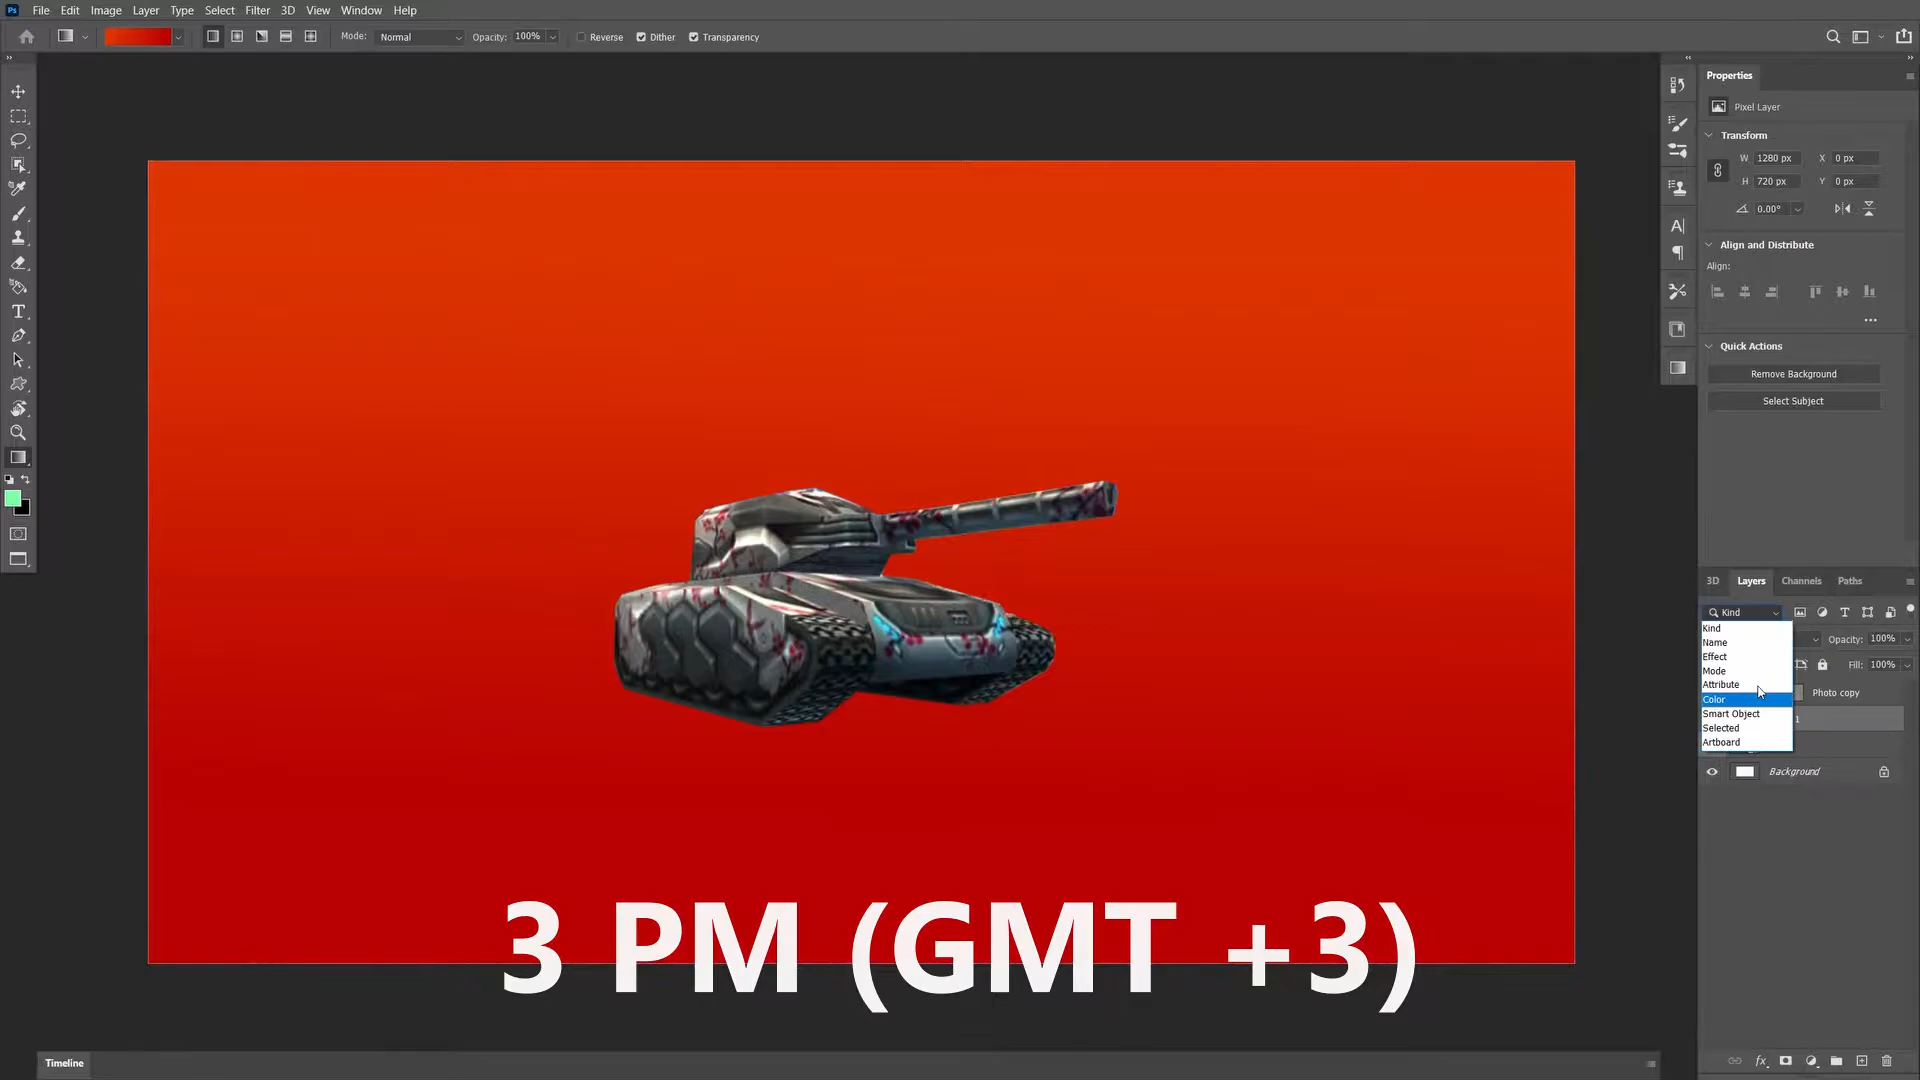 Ps File Edit Image Layer Type Select Filter 3D View Window Help
Mode: Normal Opacity: 100% Reverse Dither Transparency
Properties
Pixel Layer
Transform
W 1280 px X 0 px
H 720 px Y 0 px
0.00°
Align and Distribute
Align:
Quick Actions
Remove Background
Select Subject
3D Layers Channels Paths
Kind
Kind
Name
Effect
Mode
Attribute
Color
Smart Object
Selected
Artboard
Opacity: 100%
Fill: 100%
Photo copy
1
Background
3 PM (GMT +3)
Timeline
fx